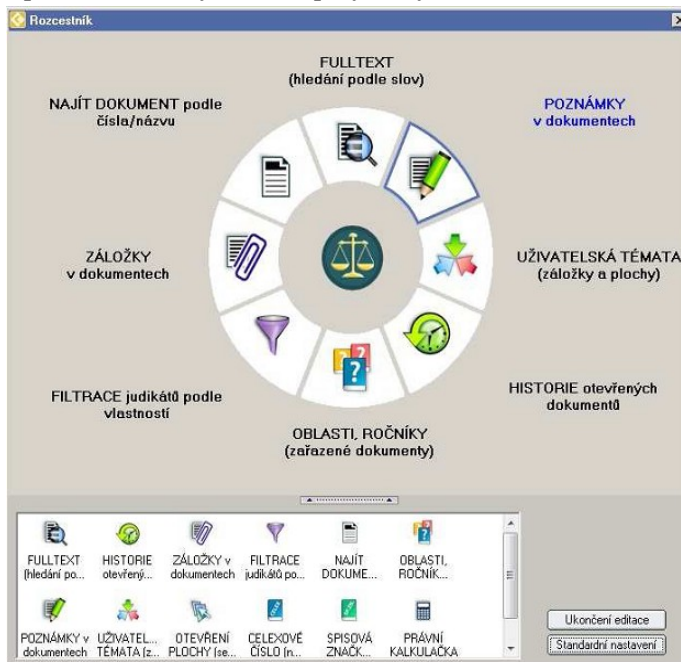 Rozcestník
FULLTEXT
(hledání podle slov)
NAJÍT DOKUMENT podle
čísla/názvu
POZNÁMKY
v dokumentech
ZÁLOŽKY
v dokumentech
UŽIVATELSKÁ TÉMATA
(záložky a plochy)
FILTRACE judikátů podle
vlastností
HISTORIE otevřených
dokumentů
OBLASTI, ROČNÍKY
(zařazené dokumenty)
FULLTEXT HISTORIE ZÁLOŽKY v FILTRACE NAJÍT OBLASTI,
(hledání po... otevřený... dokumentech judikátů po... DOKUME... ROČNÍK...
POZNÁMKY v UŽIVATEL... OTEVŘENÍ CELEXOVÉ SPISOVÁ PRÁVNÍ
dokumentech TÉMATA (z... PLOCHY (se... ČÍSLO (n... ZNAČK... KALKULAČKA
Ukončení editace
Standardní nastavení